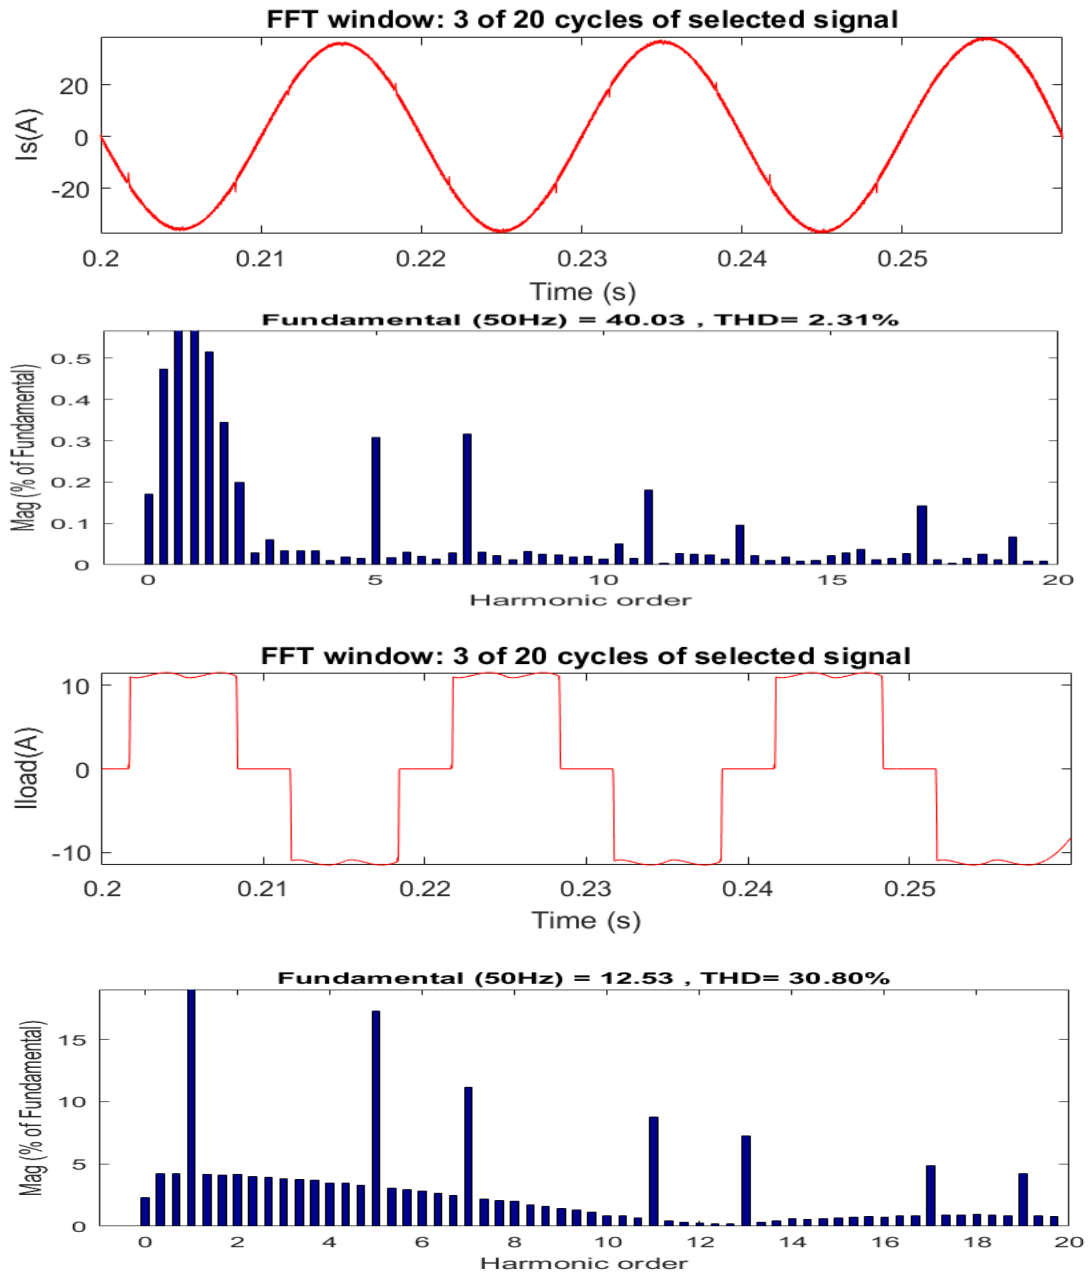 FFT window: 3 of 20 cycles of selected signal
Is(A)
20
0
-20
0.2 0.21 0.22 0.23 0.24 0.25
Time (s)
Fundamental (50Hz) = 40.03 , THD= 2.31%
Mag (% of Fundamental)
0.5
0.4
0.3
0.2
0.1
0
0 5 10 15 20
Harmonic order
FFT window: 3 of 20 cycles of selected signal
Iload(A)
10
0
-10
0.2 0.21 0.22 0.23 0.24 0.25
Time (s)
Fundamental (50Hz) = 12.53 , THD= 30.80%
Mag (% of Fundamental)
15
10
5
0
0 2 4 6 8 10 12 14 16 18 20
Harmonic order